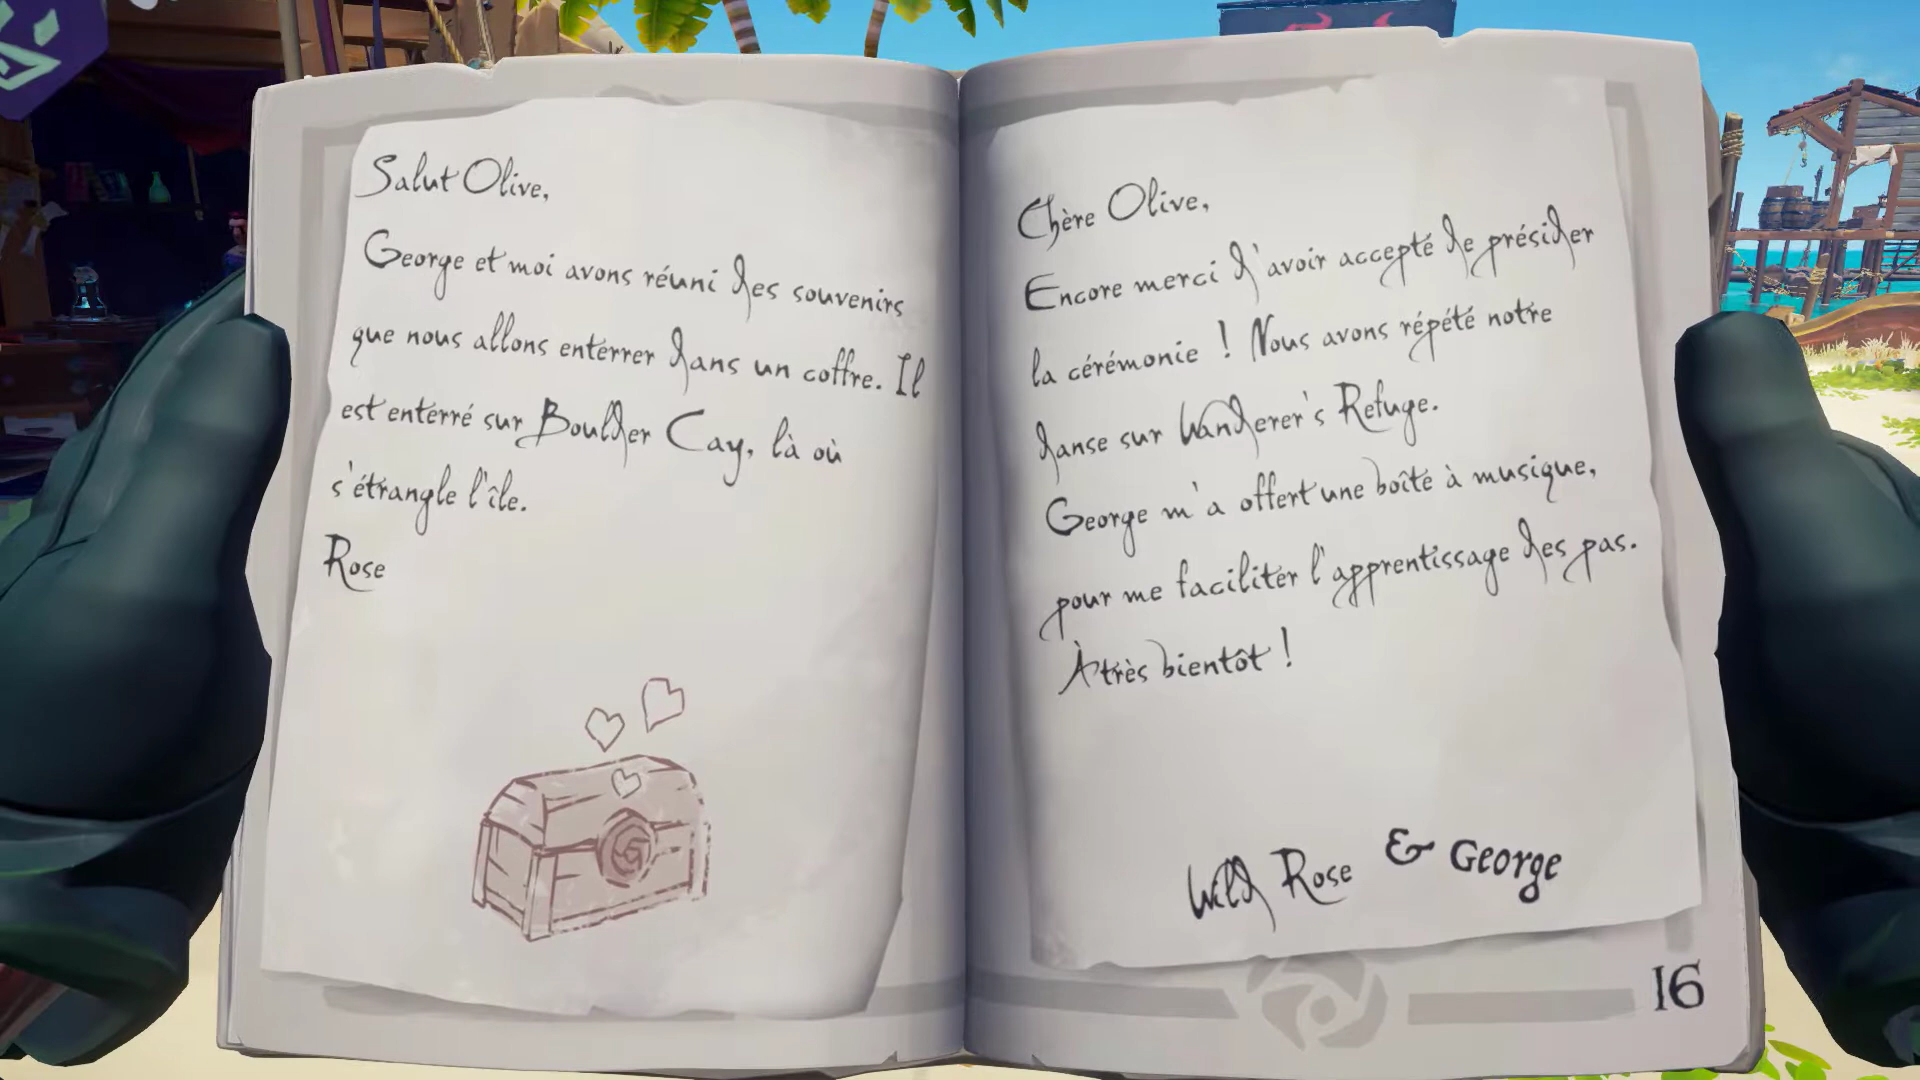 Salut Olive,
George et moi avons réuni des souvenirs
que nous allons enterrer dans un coffre. Il
est enterré sur Boulder Cay, là où
s'étrangle l'île.
Rose
Chère Olive,
Encore merci d'avoir accepté de présider
la cérémonie ! Nous avons répété notre
danse sur Wanderer's Refuge.
George m'a offert une boîte à musique,
pour me faciliter l'apprentissage des pas.
À très bientôt !
Wild Rose & George
16